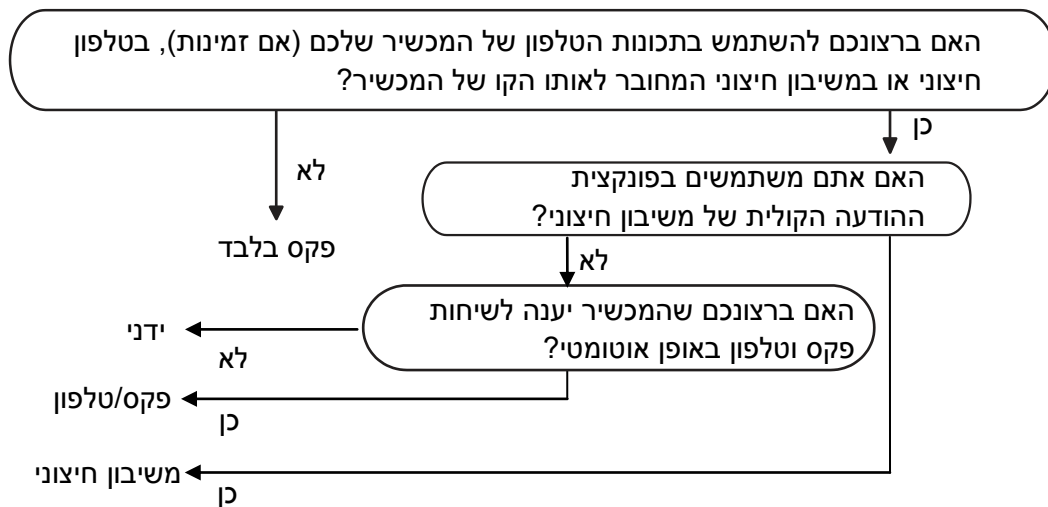 האם ברצונכם להשתמש בתכונות הטלפון של המכשיר שלכם (אם זמינות), בטלפון
חיצוני או במשיבון חיצוני המחובר לאותו הקו של המכשיר?
כן
לא
האם אתם משתמשים בפונקצית
ההודעה הקולית של משיבון חיצוני?
פקס בלבד
לא
האם ברצונכם שהמכשיר יענה לשיחות
פקס וטלפון באופן אוטומטי?
ידני
לא
פקס/טלפון
כן
משיבון חיצוני
כן